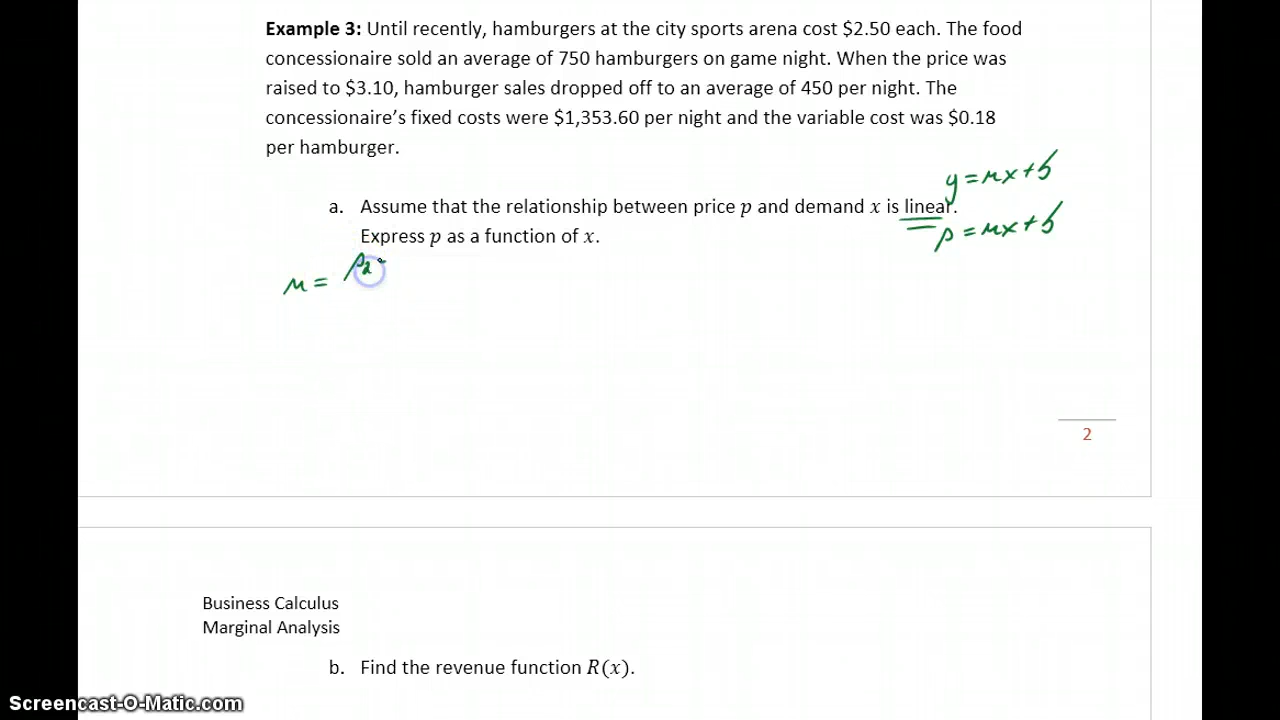 Example 3: Until recently, hamburgers at the city sports arena cost $2.50 each. The food
concessionaire sold an average of 750 hamburgers on game night. When the price was
raised to $3.10, hamburger sales dropped off to an average of 450 per night. The
concessionaire’s fixed costs were $1,353.60 per night and the variable cost was $0.18
per hamburger.
y = mx + b
a. Assume that the relationship between price p and demand x is linear.
Express p as a function of x.
p = mx + b
m = p2
2
Business Calculus
Marginal Analysis
b. Find the revenue function R(x).
Screencast-O-Matic.com